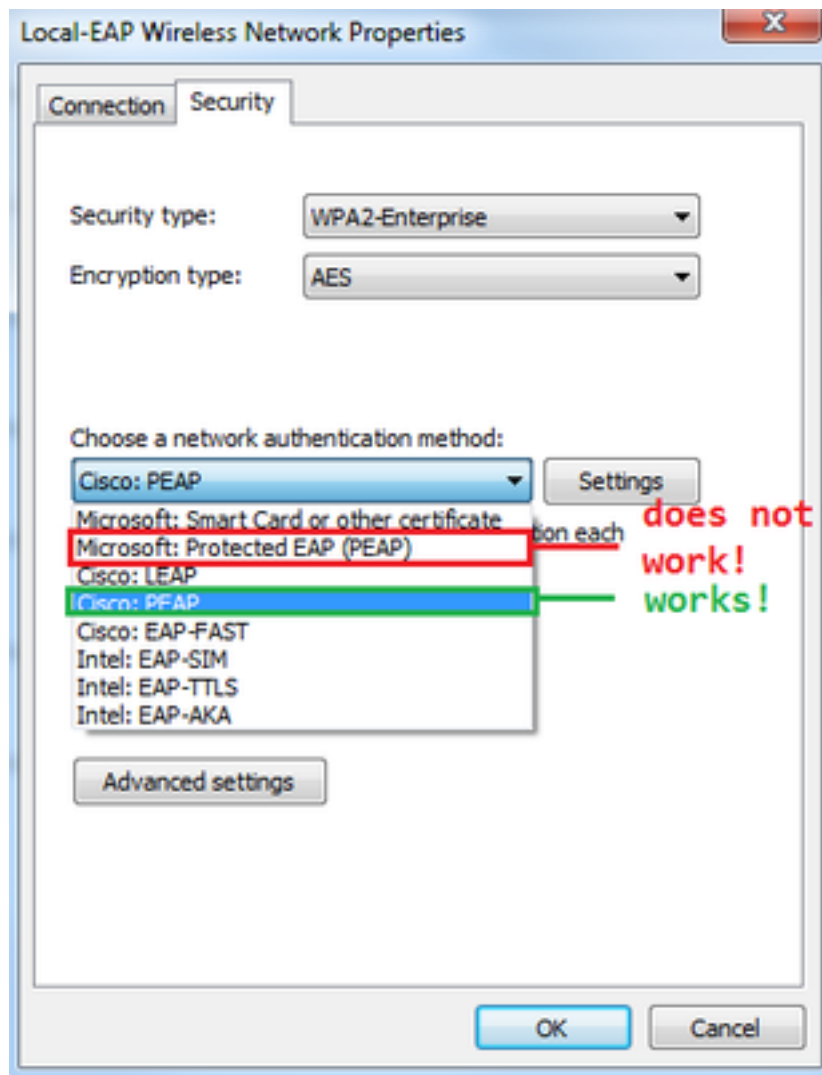 Local-EAP Wireless Network Properties
Connection
Security
Security type:
WPA2-Enterprise
Encryption type:
AES
Choose a network authentication method:
Cisco: PEAP
Settings
Microsoft: Smart Card or other certificate
tion each
Microsoft: Protected EAP (PEAP)
does not
work!
Cisco: LEAP
Cisco: PEAP
works!
Cisco: EAP-FAST
Intel: EAP-SIM
Intel: EAP-TTLS
Intel: EAP-AKA
Advanced settings
OK
Cancel